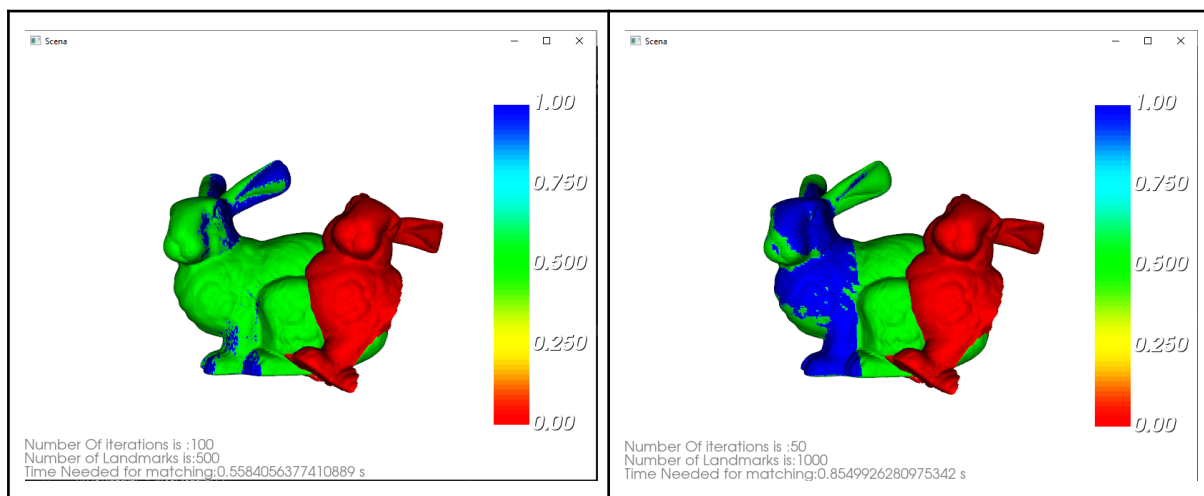 Scena
1.00
0.750
0.500
0.250
0.00
Number Of iterations is :100
Number of Landmarks is:500
Time Needed for matching:0.5584056377410889 s
Scena
1.00
0.750
0.500
0.250
0.00
Number Of iterations is :50
Number of Landmarks is:1000
Time Needed for matching:0.8549926280975342 s